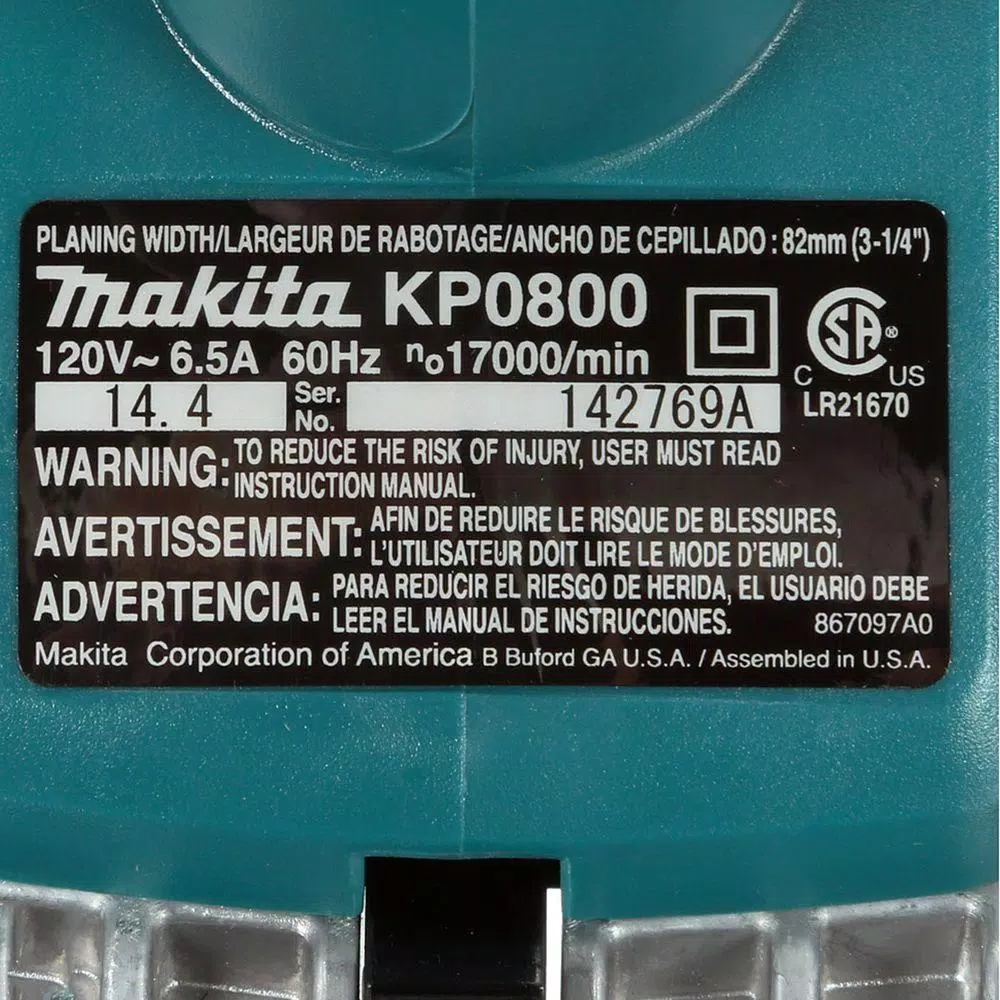 PLANING WIDTH/LARGEUR DE RABOTAGE/ANCHO DE CEPILLADO : 82mm (3-1/4")
Makita KP0800
120V~ 6.5A 60Hz no17000/min
14. 4 Ser. No. 142769A
C SA ® US
LR21670
WARNING: TO REDUCE THE RISK OF INJURY, USER MUST READ
INSTRUCTION MANUAL.
AVERTISSEMENT: AFIN DE REDUIRE LE RISQUE DE BLESSURES,
L'UTILISATEUR DOIT LIRE LE MODE D'EMPLOI.
ADVERTENCIA: PARA REDUCIR EL RIESGO DE HERIDA, EL USUARIO DEBE
LEER EL MANUAL DE INSTRUCCIONES. 867097A0
Makita Corporation of America B Buford GA U.S.A. / Assembled in U.S.A.